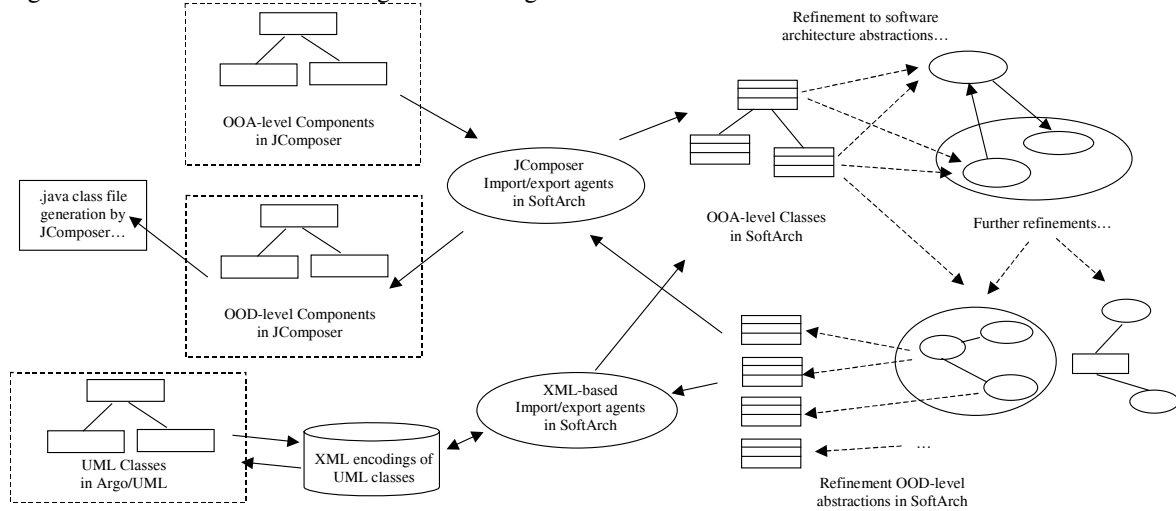 Refinement to software
architecture abstractions…
OOA-level Components
in JComposer
JComposer
Import/export agents
in SoftArch
.java class file
generation by
JComposer…
OOA-level Classes
in SoftArch
Further refinements…
OOD-level Components
in JComposer
XML-based
Import/export agents
in SoftArch
UML Classes
in Argo/UML
XML encodings of
UML classes
…
Refinement OOD-level
abstractions in SoftArch